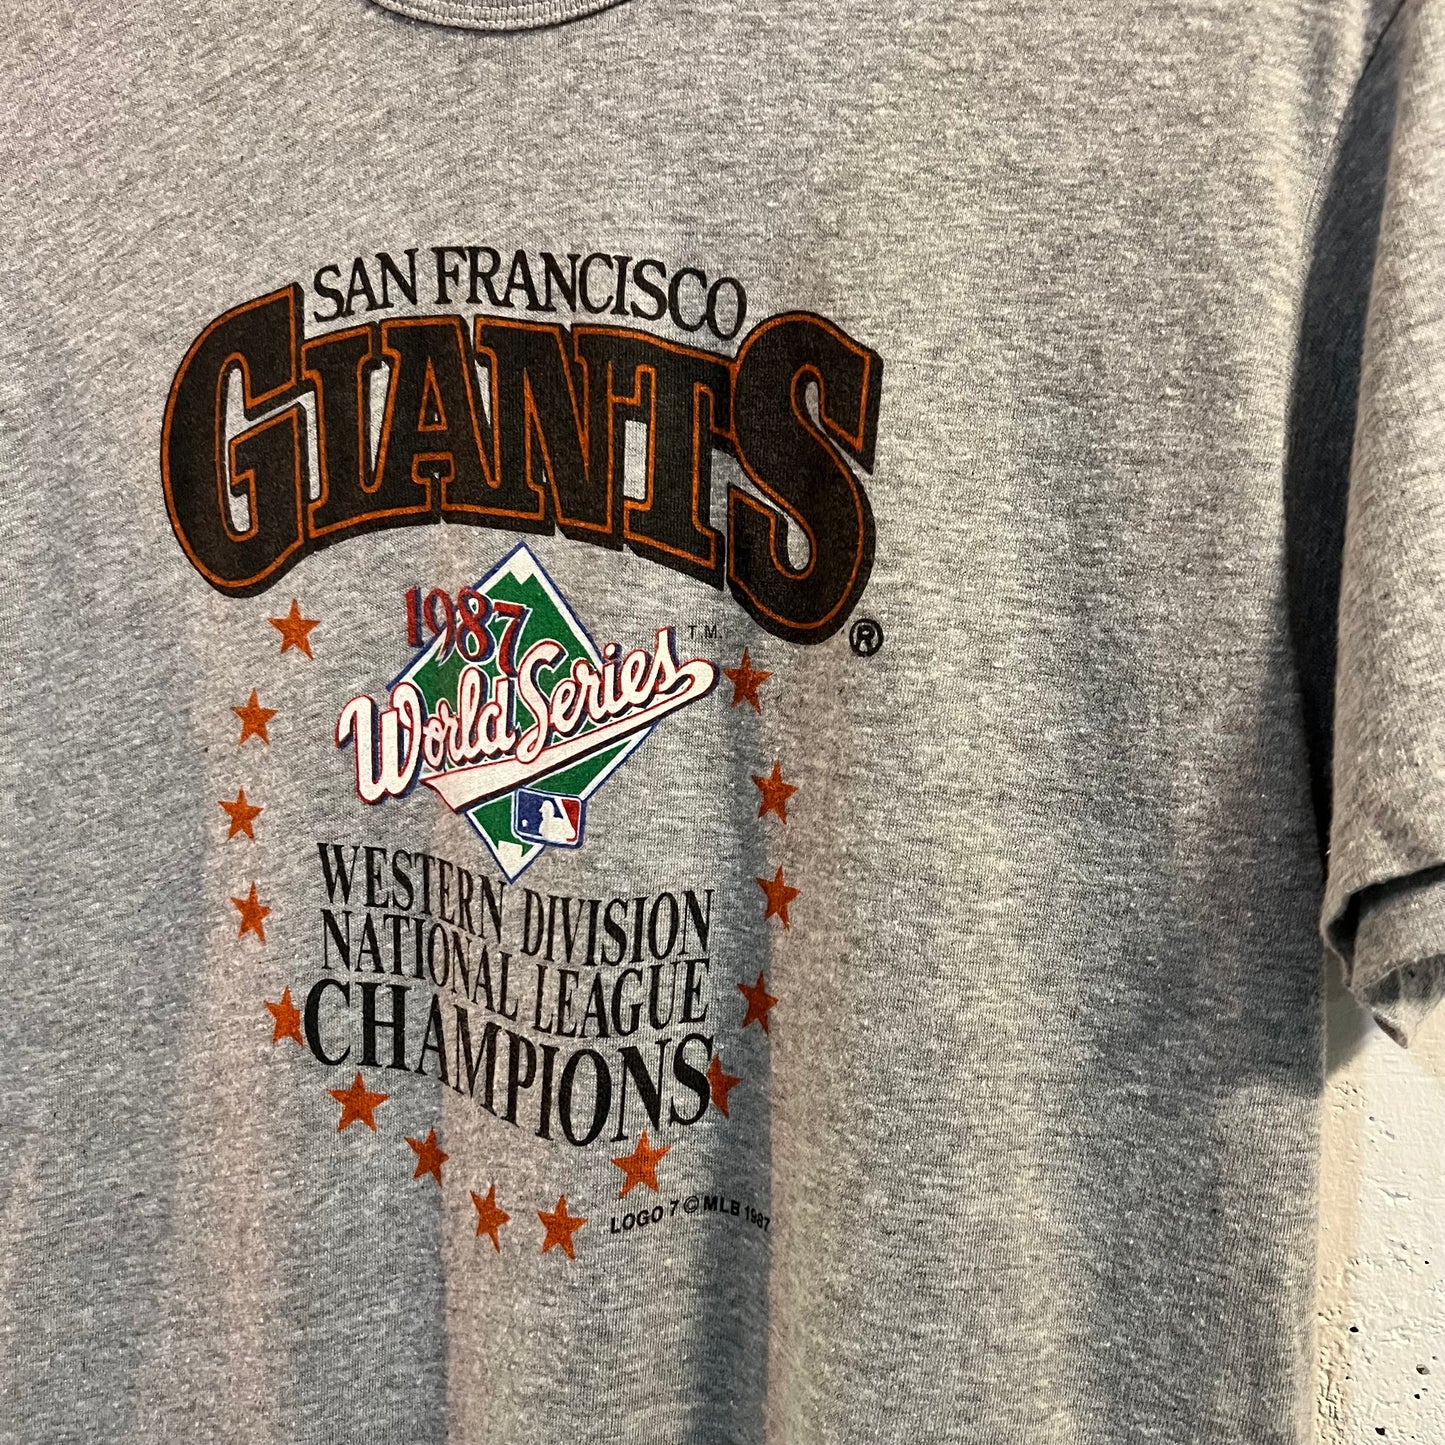 SAN FRANCISCO
GIANTS
®
1987
World Series
T.M.
WESTERN DIVISION
NATIONAL LEAGUE
CHAMPIONS
LOGO 7 © MLB 1987